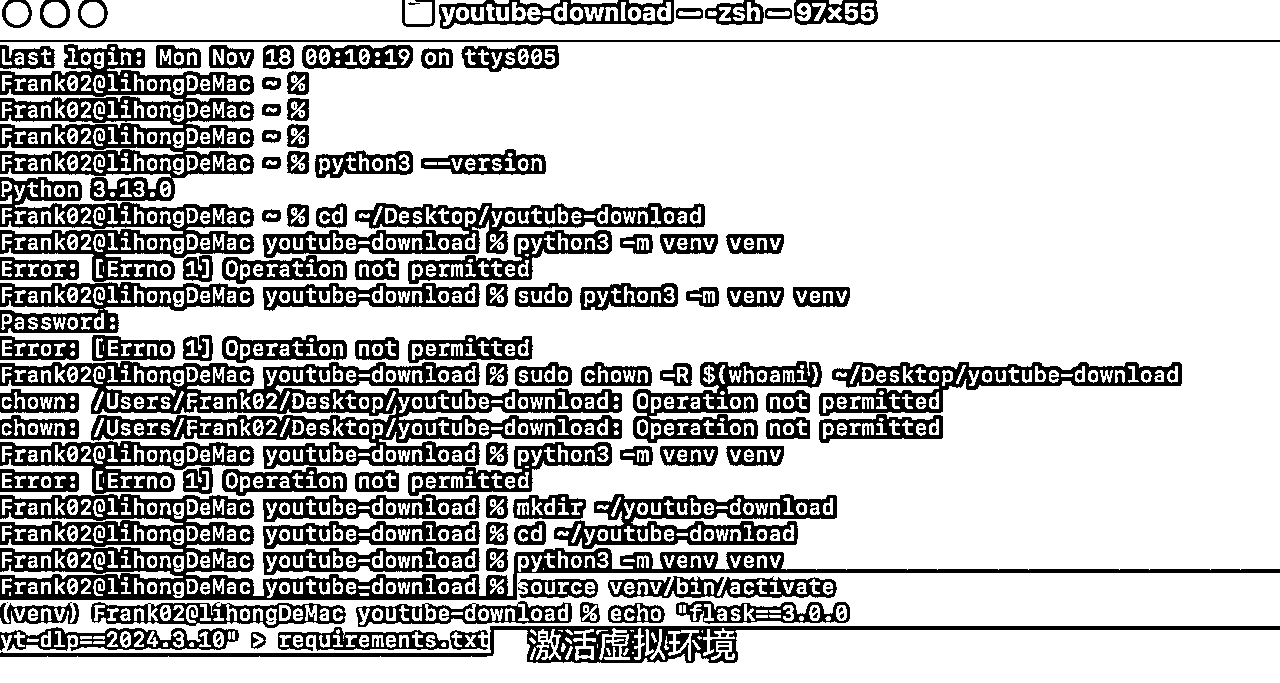 youtube-download — -zsh — 97×55
Last login: Mon Nov 18 00:10:19 on ttys005
Frank02@lihongDeMac ~ %
Frank02@lihongDeMac ~ %
Frank02@lihongDeMac ~ %
Frank02@lihongDeMac ~ % python3 --version
Python 3.13.0
Frank02@lihongDeMac ~ % cd ~/Desktop/youtube-download
Frank02@lihongDeMac youtube-download % python3 -m venv venv
Error: [Errno 1] Operation not permitted
Frank02@lihongDeMac youtube-download % sudo python3 -m venv venv
Password:
Error: [Errno 1] Operation not permitted
Frank02@lihongDeMac youtube-download % sudo chown -R $(whoami) ~/Desktop/youtube-download
chown: /Users/Frank02/Desktop/youtube-download: Operation not permitted
chown: /Users/Frank02/Desktop/youtube-download: Operation not permitted
Frank02@lihongDeMac youtube-download % python3 -m venv venv
Error: [Errno 1] Operation not permitted
Frank02@lihongDeMac youtube-download % mkdir ~/youtube-download
Frank02@lihongDeMac youtube-download % cd ~/youtube-download
Frank02@lihongDeMac youtube-download % python3 -m venv venv
Frank02@lihongDeMac youtube-download % source venv/bin/activate
(venv) Frank02@lihongDeMac youtube-download % echo "flask==3.0.0
yt-dlp==2024.3.10" > requirements.txt
激活虚拟环境